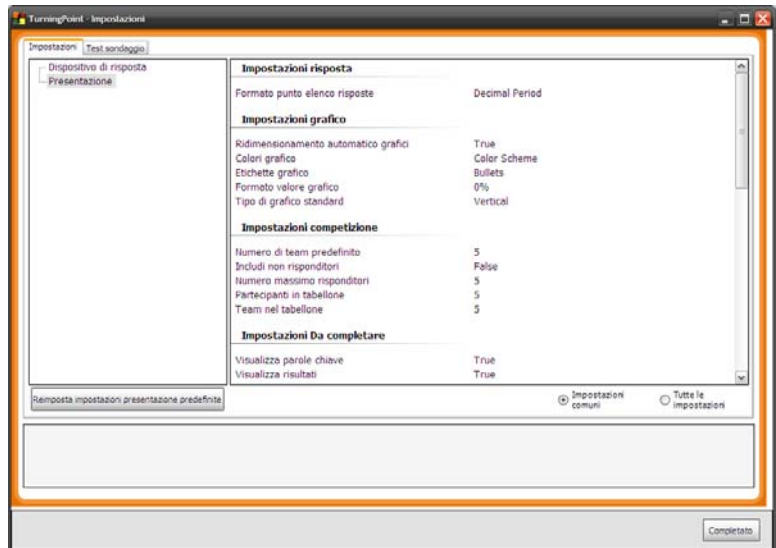 TurningPoint - Impostazioni
Impostazioni Test sondaggio
Dispositivo di risposta
Presentazione
Impostazioni risposta
Formato punto elenco risposte Decimal Period
Impostazioni grafico
Ridimensionamento automatico grafici True
Colori grafico Color Scheme
Etichette grafico Bullets
Formato valore grafico 0%
Tipo di grafico standard Vertical
Impostazioni competizione
Numero di team predefinito 5
Includi non risponditori False
Numero massimo risponditori 5
Partecipanti in tabellone 5
Team nel tabellone 5
Impostazioni Da completare
Visualizza parole chiave True
Visualizza risultati True
Reimposta impostazioni presentazione predefinite
Impostazioni comuni
Tutte le impostazioni
Completato